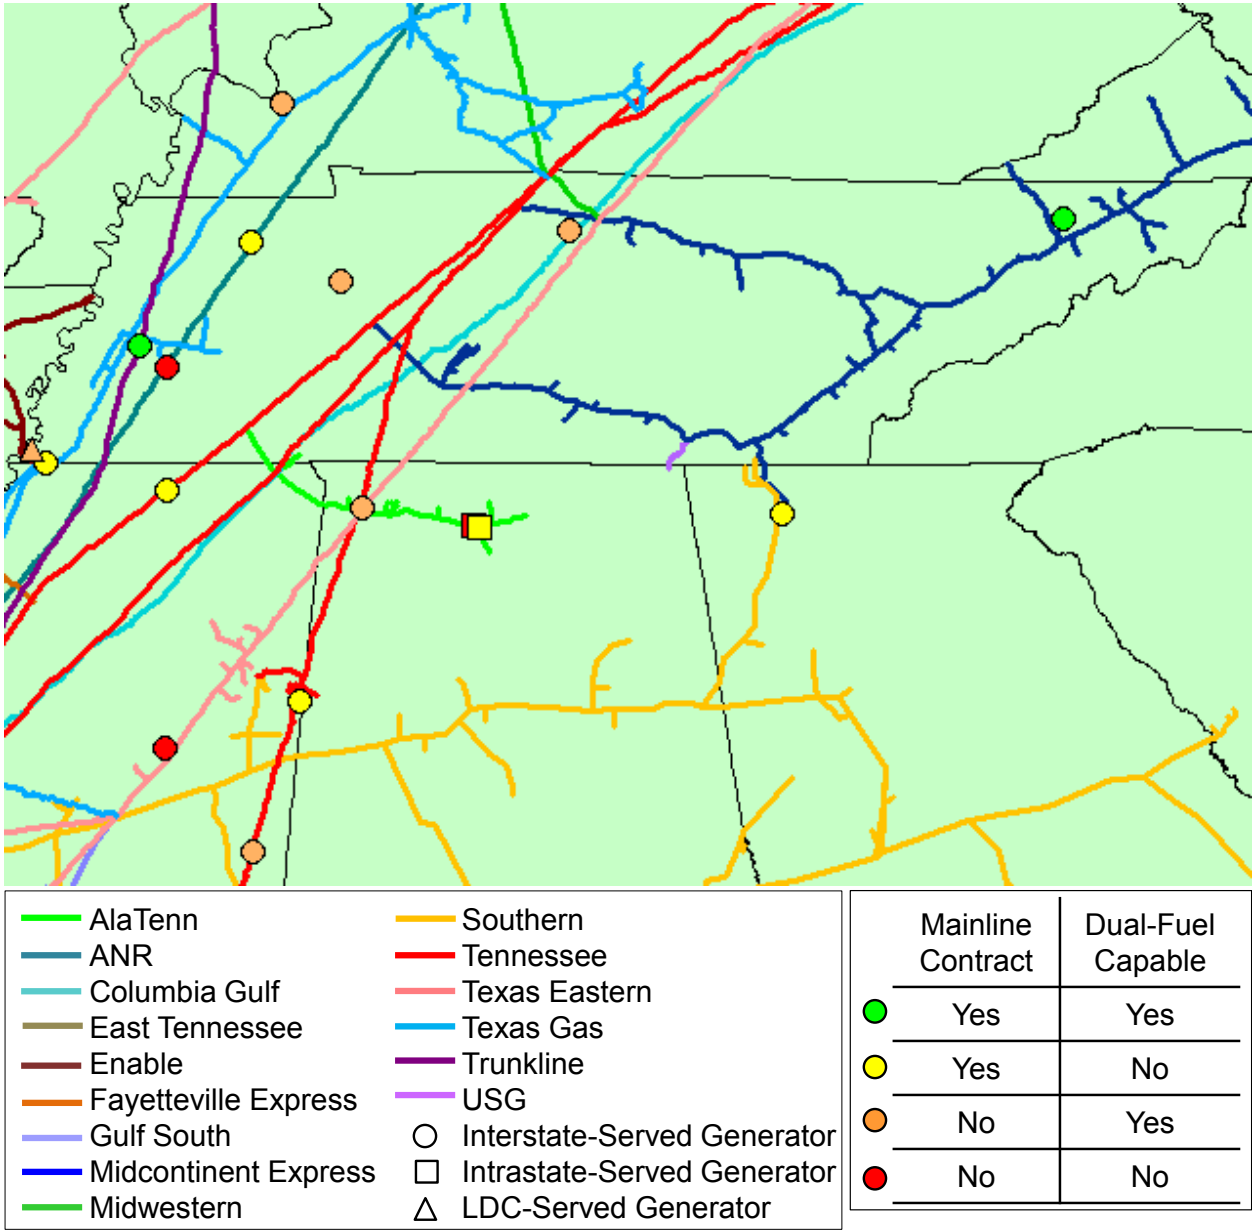 AlaTenn
ANR
Columbia Gulf
East Tennessee
Enable
Fayetteville Express
Gulf South
Midcontinent Express
Midwestern
Southern
Tennessee
Texas Eastern
Texas Gas
Trunkline
USG
Interstate-Served Generator
Intrastate-Served Generator
LDC-Served Generator
Mainline Dual-Fuel
Contract Capable
Yes Yes
Yes No
No Yes
No No